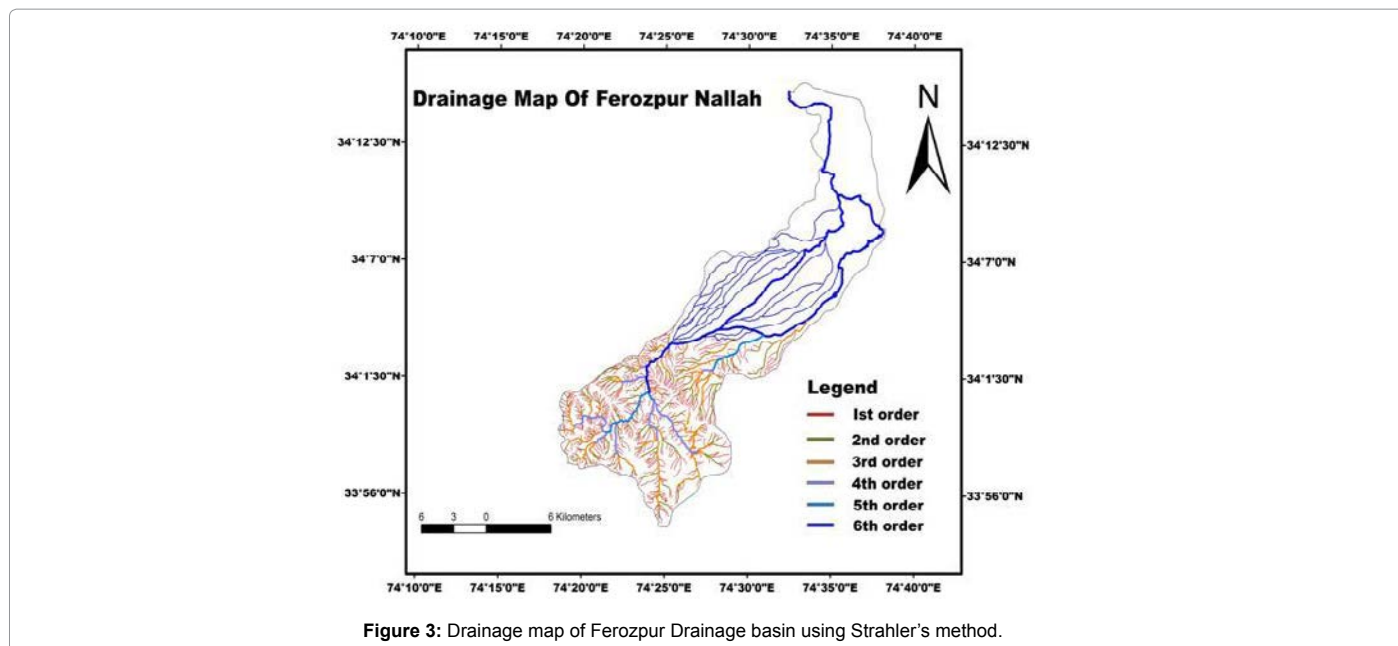 74°10'0"E 74°15'0"E 74°20'0"E 74°25'0"E 74°30'0"E 74°35'0"E 74°40'0"E
Drainage Map Of Ferozpur Nallah
N
34°12'30"N 34°12'30"N
34°7'0"N 34°7'0"N
34°1'30"N 34°1'30"N
Legend
1st order
2nd order
3rd order
4th order
5th order
6th order
33°56'0"N 33°56'0"N
6 3 0 6 Kilometers
74°10'0"E 74°15'0"E 74°20'0"E 74°25'0"E 74°30'0"E 74°35'0"E 74°40'0"E
Figure 3: Drainage map of Ferozpur Drainage basin using Strahler's method.